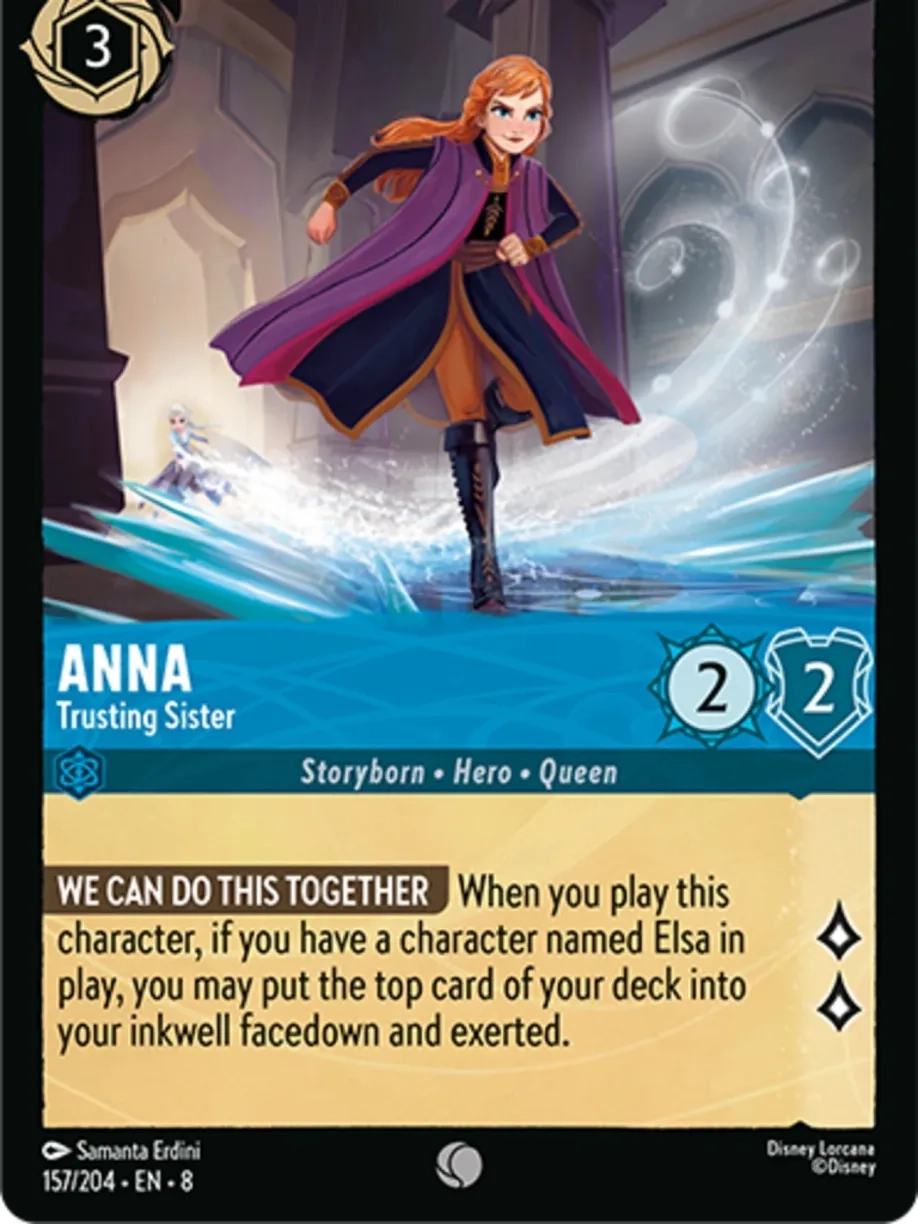 3
ANNA
Trusting Sister
2 2
Storyborn • Hero • Queen
WE CAN DO THIS TOGETHER When you play this
character, if you have a character named Elsa in
play, you may put the top card of your deck into
your inkwell facedown and exerted.
Samanta Erdini
157/204 • EN • 8
Disney Lorcana
©Disney